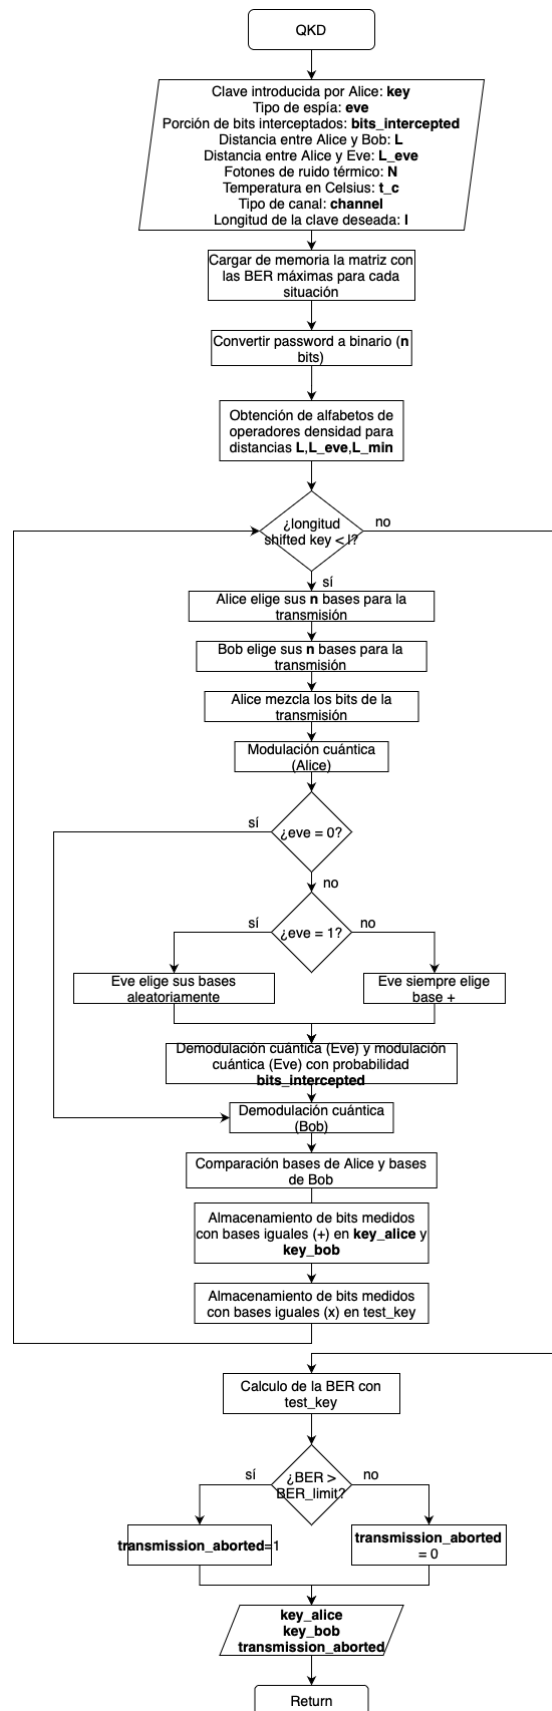 QKD
Clave introducida por Alice: key
Tipo de espía: eve
Porción de bits interceptados: bits_intercepted
Distancia entre Alice y Bob: L
Distancia entre Alice y Eve: L_eve
Fotones de ruido térmico: N
Temperatura en Celsius: t_c
Tipo de canal: channel
Longitud de la clave deseada: l
Cargar de memoria la matriz con
las BER máximas para cada
situación
Convertir password a binario (n
bits)
Obtención de alfabetos de
operadores densidad para
distancias L,L_eve,L_min
¿longitud
shifted key < l?
no
sí
Alice elige sus n bases para la
transmisión
Bob elige sus n bases para la
transmisión
Alice mezcla los bits de la
transmisión
Modulación cuántica
(Alice)
sí
¿eve = 0?
no
sí
¿eve = 1?
no
Eve elige sus bases
aleatoriamente
Eve siempre elige
base +
Demodulación cuántica (Eve) y modulación
cuántica (Eve) con probabilidad
bits_intercepted
Demodulación cuántica
(Bob)
Comparación bases de Alice y bases
de Bob
Almacenamiento de bits medidos
con bases iguales (+) en key_alice y
key_bob
Almacenamiento de bits medidos
con bases iguales (x) en test_key
Calculo de la BER con
test_key
sí
¿BER >
BER_limit?
no
transmission_aborted=1
transmission_aborted
= 0
key_alice
key_bob
transmission_aborted
Return